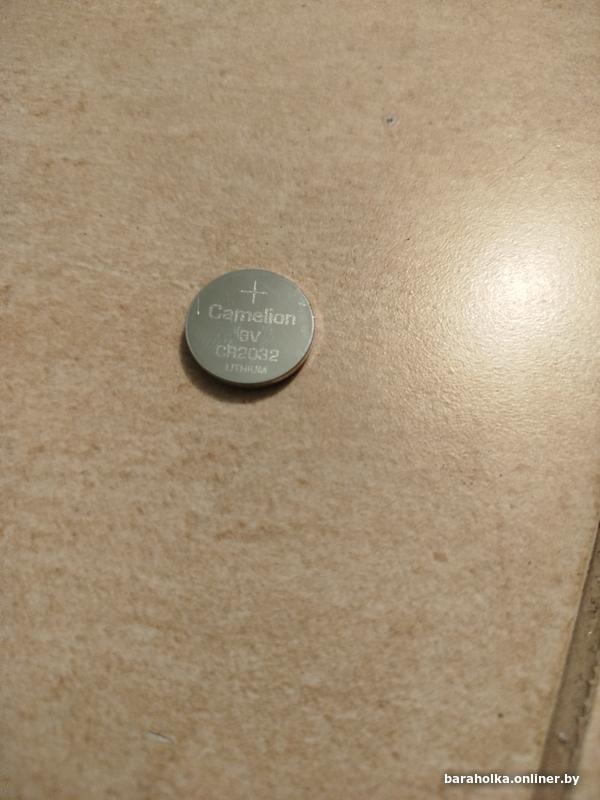 +
Camelion
3V
CR2032
LITHIUM
baraholka.onliner.by